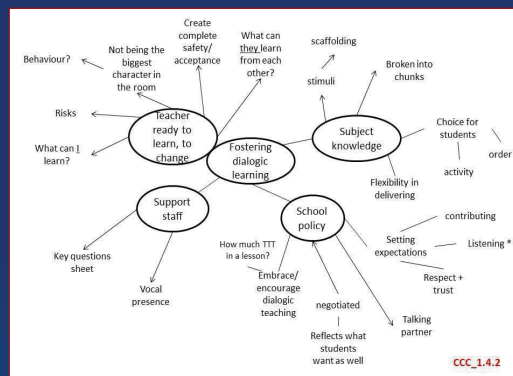 Behaviour?
Not being the
biggest
character in
the room
Create
complete
safety/
acceptance
What can
they learn
from each
other?
scaffolding
stimuli
Broken into
chunks
Risks
What can I
learn?
Teacher
ready to
learn, to
change
Fostering
dialogic
learning
Subject
knowledge
Choice for
students
order
activity
Flexibility in
delivering
Support
staff
School
policy
Key questions
sheet
Vocal
presence
How much TTT
in a lesson?
Embrace/
encourage
dialogic
teaching
negotiated
Reflects what
students
want as well
Setting
expectations
contributing
Listening *
Respect +
trust
Talking
partner
CCC_1.4.2